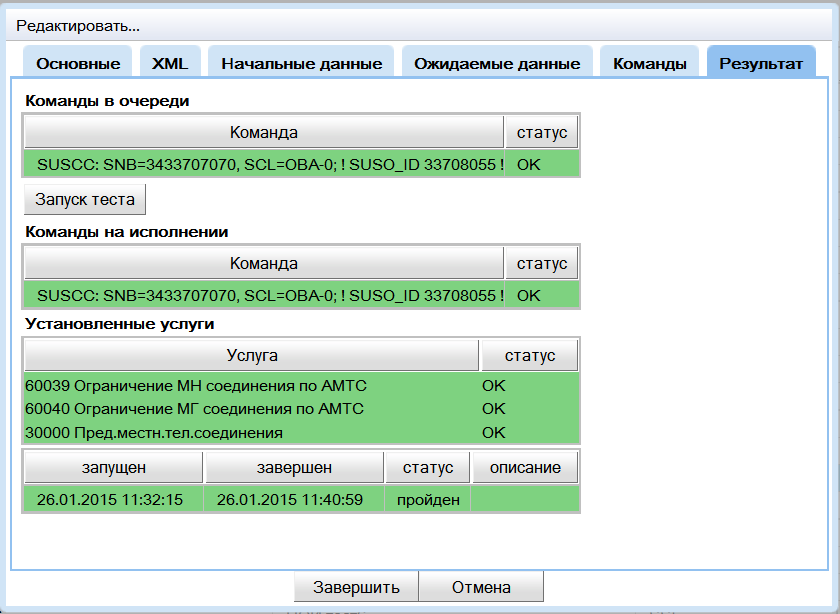 Редактировать...
Основные XML Начальные данные Ожидаемые данные Команды Результат
Команды в очереди
Команда статус
SUSCC: SNB=3433707070, SCL=OBA-0; ! SUSO_ID 33708055 ! OK
Запуск теста
Команды на исполнении
Команда статус
SUSCC: SNB=3433707070, SCL=OBA-0; ! SUSO_ID 33708055 ! OK
Установленные услуги
Услуга статус
60039 Ограничение МН соединения по АМТС OK
60040 Ограничение МГ соединения по АМТС OK
30000 Пред.местн.тел.соединения OK
запущен завершен статус описание
26.01.2015 11:32:15 26.01.2015 11:40:59 пройден
Завершить Отмена